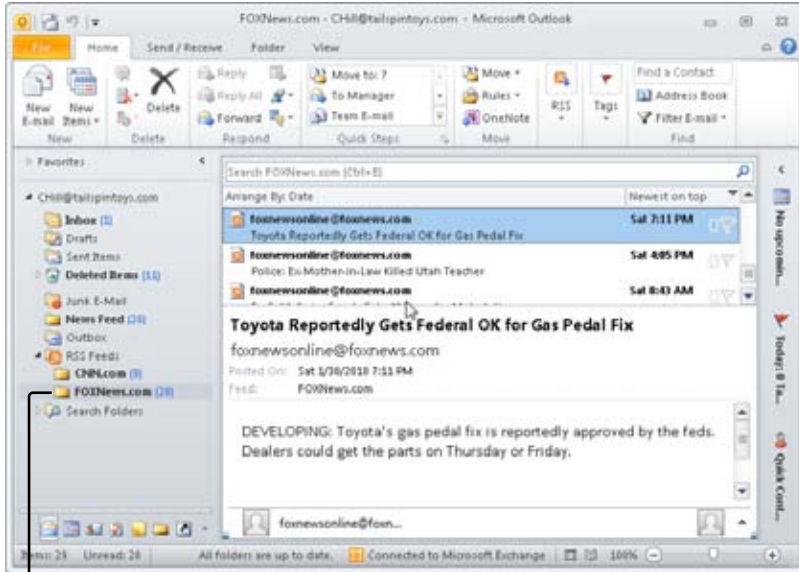 FOXNews.com - CHill@tailspintoys.com - Microsoft Outlook
File Home Send / Receive Folder View
New E-mail
New Items
Delete
Reply
Reply All
Forward
Move to: ?
To Manager
Team E-mail
Move
Rules
OneNote
RSS
Tags
Find a Contact
Address Book
Filter E-mail
New Delete Respond Quick Steps Move Find
Favorites
CHill@tailspintoys.com
Inbox (1)
Drafts
Sent Items
Deleted Items (11)
Junk E-Mail
News Feed (20)
Outbox
RSS Feeds
CNN.com (9)
FOXNews.com (28)
Search Folders
Search FOXNews.com (Ctrl+E)
Arrange By: Date Newest on top
foxnewsonline@foxnews.com Sat 7:11 PM
Toyota Reportedly Gets Federal OK for Gas Pedal Fix
foxnewsonline@foxnews.com Sat 4:05 PM
Police: Ex-Mother-in-Law Killed Utah Teacher
foxnewsonline@foxnews.com Sat 8:43 AM
Toyota Reportedly Gets Federal OK for Gas Pedal Fix
foxnewsonline@foxnews.com
Posted On: Sat 1/30/2010 7:11 PM
Feed: FOXNews.com
DEVELOPING: Toyota's gas pedal fix is reportedly approved by the feds.
Dealers could get the parts on Thursday or Friday.
foxnewsonline@foxn...
No upcomin...
Today: 0 Ta...
Quick Cont...
Items: 29 Unread: 28 All folders are up to date. Connected to Microsoft Exchange 100%